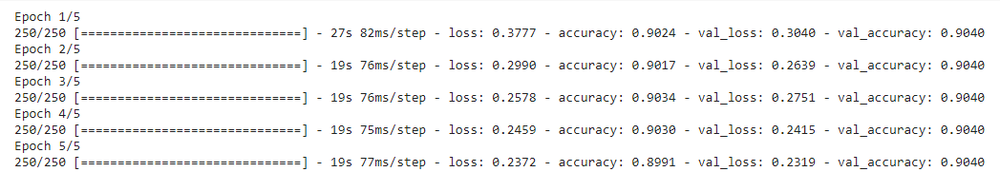 Epoch 1/5
250/250 [==============================] - 27s 82ms/step - loss: 0.3777 - accuracy: 0.9024 - val_loss: 0.3040 - val_accuracy: 0.9040
Epoch 2/5
250/250 [==============================] - 19s 76ms/step - loss: 0.2990 - accuracy: 0.9017 - val_loss: 0.2639 - val_accuracy: 0.9040
Epoch 3/5
250/250 [==============================] - 19s 76ms/step - loss: 0.2578 - accuracy: 0.9034 - val_loss: 0.2751 - val_accuracy: 0.9040
Epoch 4/5
250/250 [==============================] - 19s 75ms/step - loss: 0.2459 - accuracy: 0.9030 - val_loss: 0.2415 - val_accuracy: 0.9040
Epoch 5/5
250/250 [==============================] - 19s 77ms/step - loss: 0.2372 - accuracy: 0.8991 - val_loss: 0.2319 - val_accuracy: 0.9040